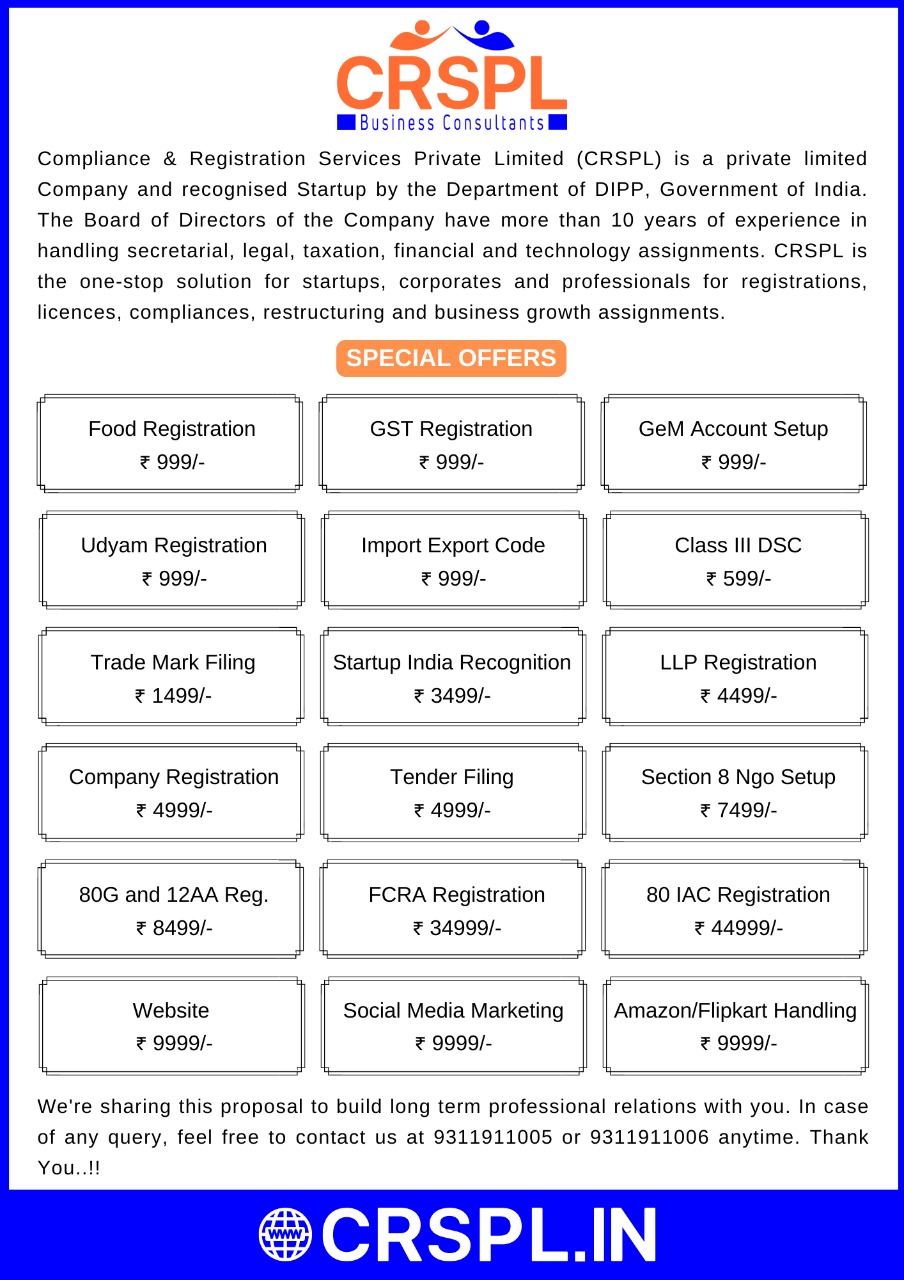 CRSPL
Business Consultants
Compliance & Registration Services Private Limited (CRSPL) is a private limited
Company and recognised Startup by the Department of DIPP, Government of India.
The Board of Directors of the Company have more than 10 years of experience in
handling secretarial, legal, taxation, financial and technology assignments. CRSPL is
the one-stop solution for startups, corporates and professionals for registrations,
licences, compliances, restructuring and business growth assignments.
SPECIAL OFFERS
Food Registration
₹ 999/-
GST Registration
₹ 999/-
GeM Account Setup
₹ 999/-
Udyam Registration
₹ 999/-
Import Export Code
₹ 999/-
Class III DSC
₹ 599/-
Trade Mark Filing
₹ 1499/-
Startup India Recognition
₹ 3499/-
LLP Registration
₹ 4499/-
Company Registration
₹ 4999/-
Tender Filing
₹ 4999/-
Section 8 Ngo Setup
₹ 7499/-
80G and 12AA Reg.
₹ 8499/-
FCRA Registration
₹ 34999/-
80 IAC Registration
₹ 44999/-
Website
₹ 9999/-
Social Media Marketing
₹ 9999/-
Amazon/Flipkart Handling
₹ 9999/-
We're sharing this proposal to build long term professional relations with you. In case
of any query, feel free to contact us at 9311911005 or 9311911006 anytime. Thank
You..!!
www CRSPL.IN